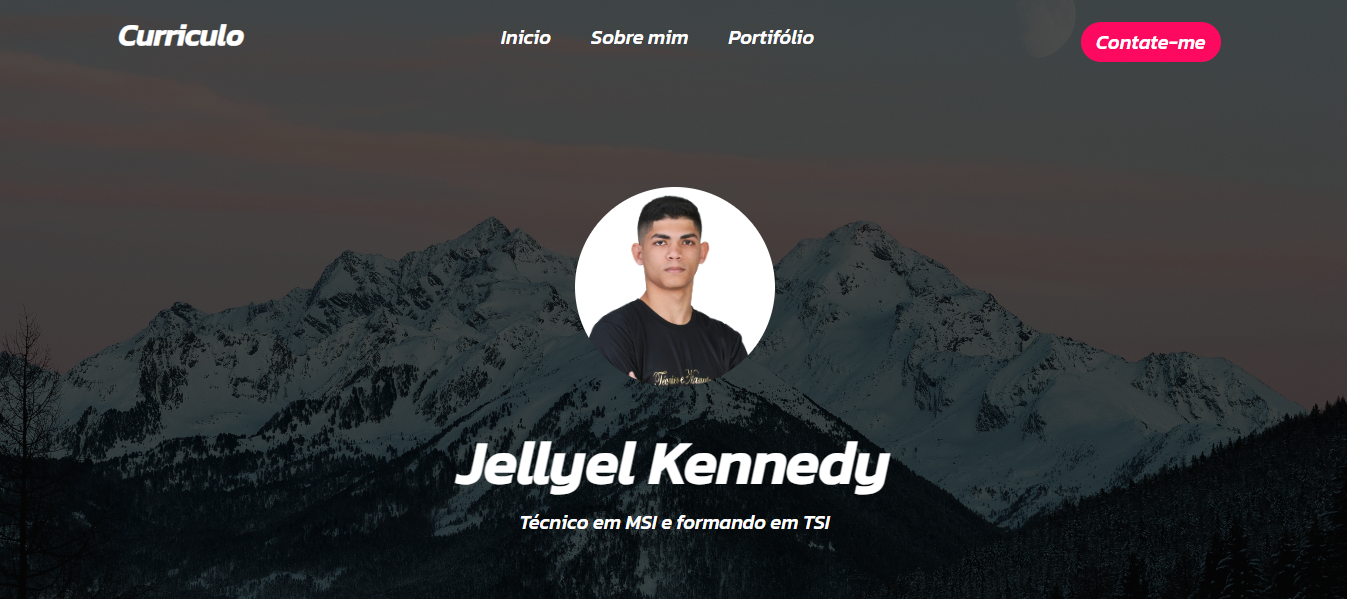 Curriculo
Inicio Sobre mim Portifólio
Contate-me
Jellyel Kennedy
Técnico em MSI e formando em TSI